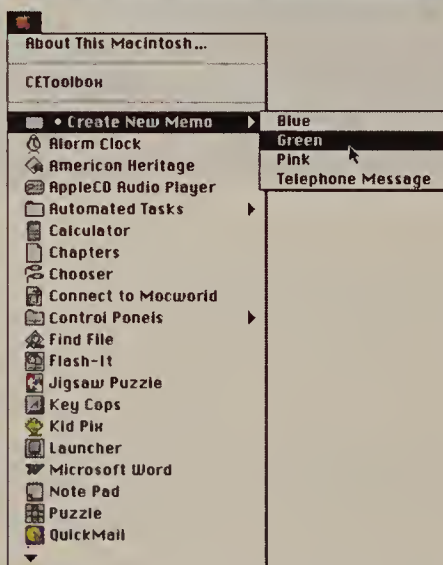 About This Macintosh...
CEToolbox
• Create New Memo
Alarm Clock
American Heritage
AppleCD Audio Player
Automated Tasks
Calculator
Chapters
Chooser
Connect to Macworld
Control Panels
Find File
Flash-It
Jigsaw Puzzle
Key Cops
Kid Pix
Launcher
Microsoft Word
Note Pad
Puzzle
QuickMail
Blue
Green
Pink
Telephone Message